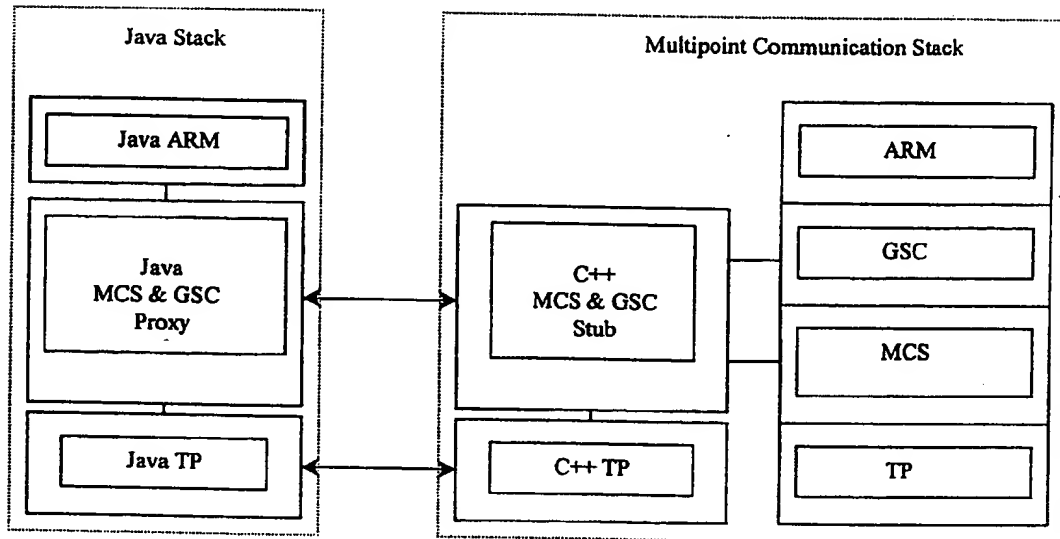 Java Stack
Multipoint Communication Stack
Java ARM
Java
MCS & GSC
Proxy
Java TP
C++
MCS & GSC
Stub
C++ TP
ARM
GSC
MCS
TP